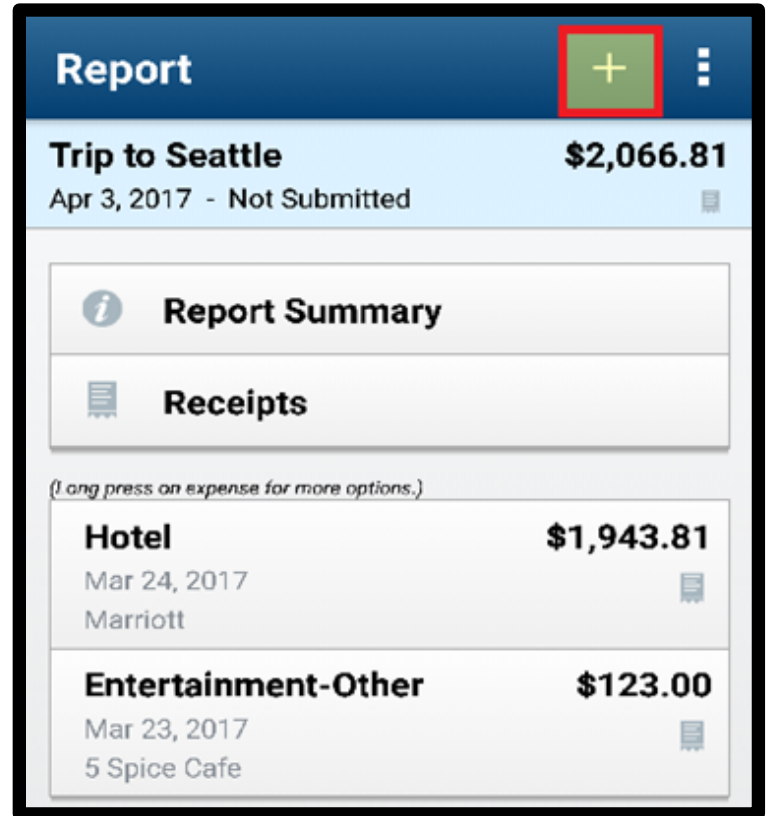 Report
Trip to Seattle $2,066.81
Apr 3, 2017 - Not Submitted
Report Summary
Receipts
(Long press on expense for more options.)
Hotel $1,943.81
Mar 24, 2017
Marriott
Entertainment-Other $123.00
Mar 23, 2017
5 Spice Cafe